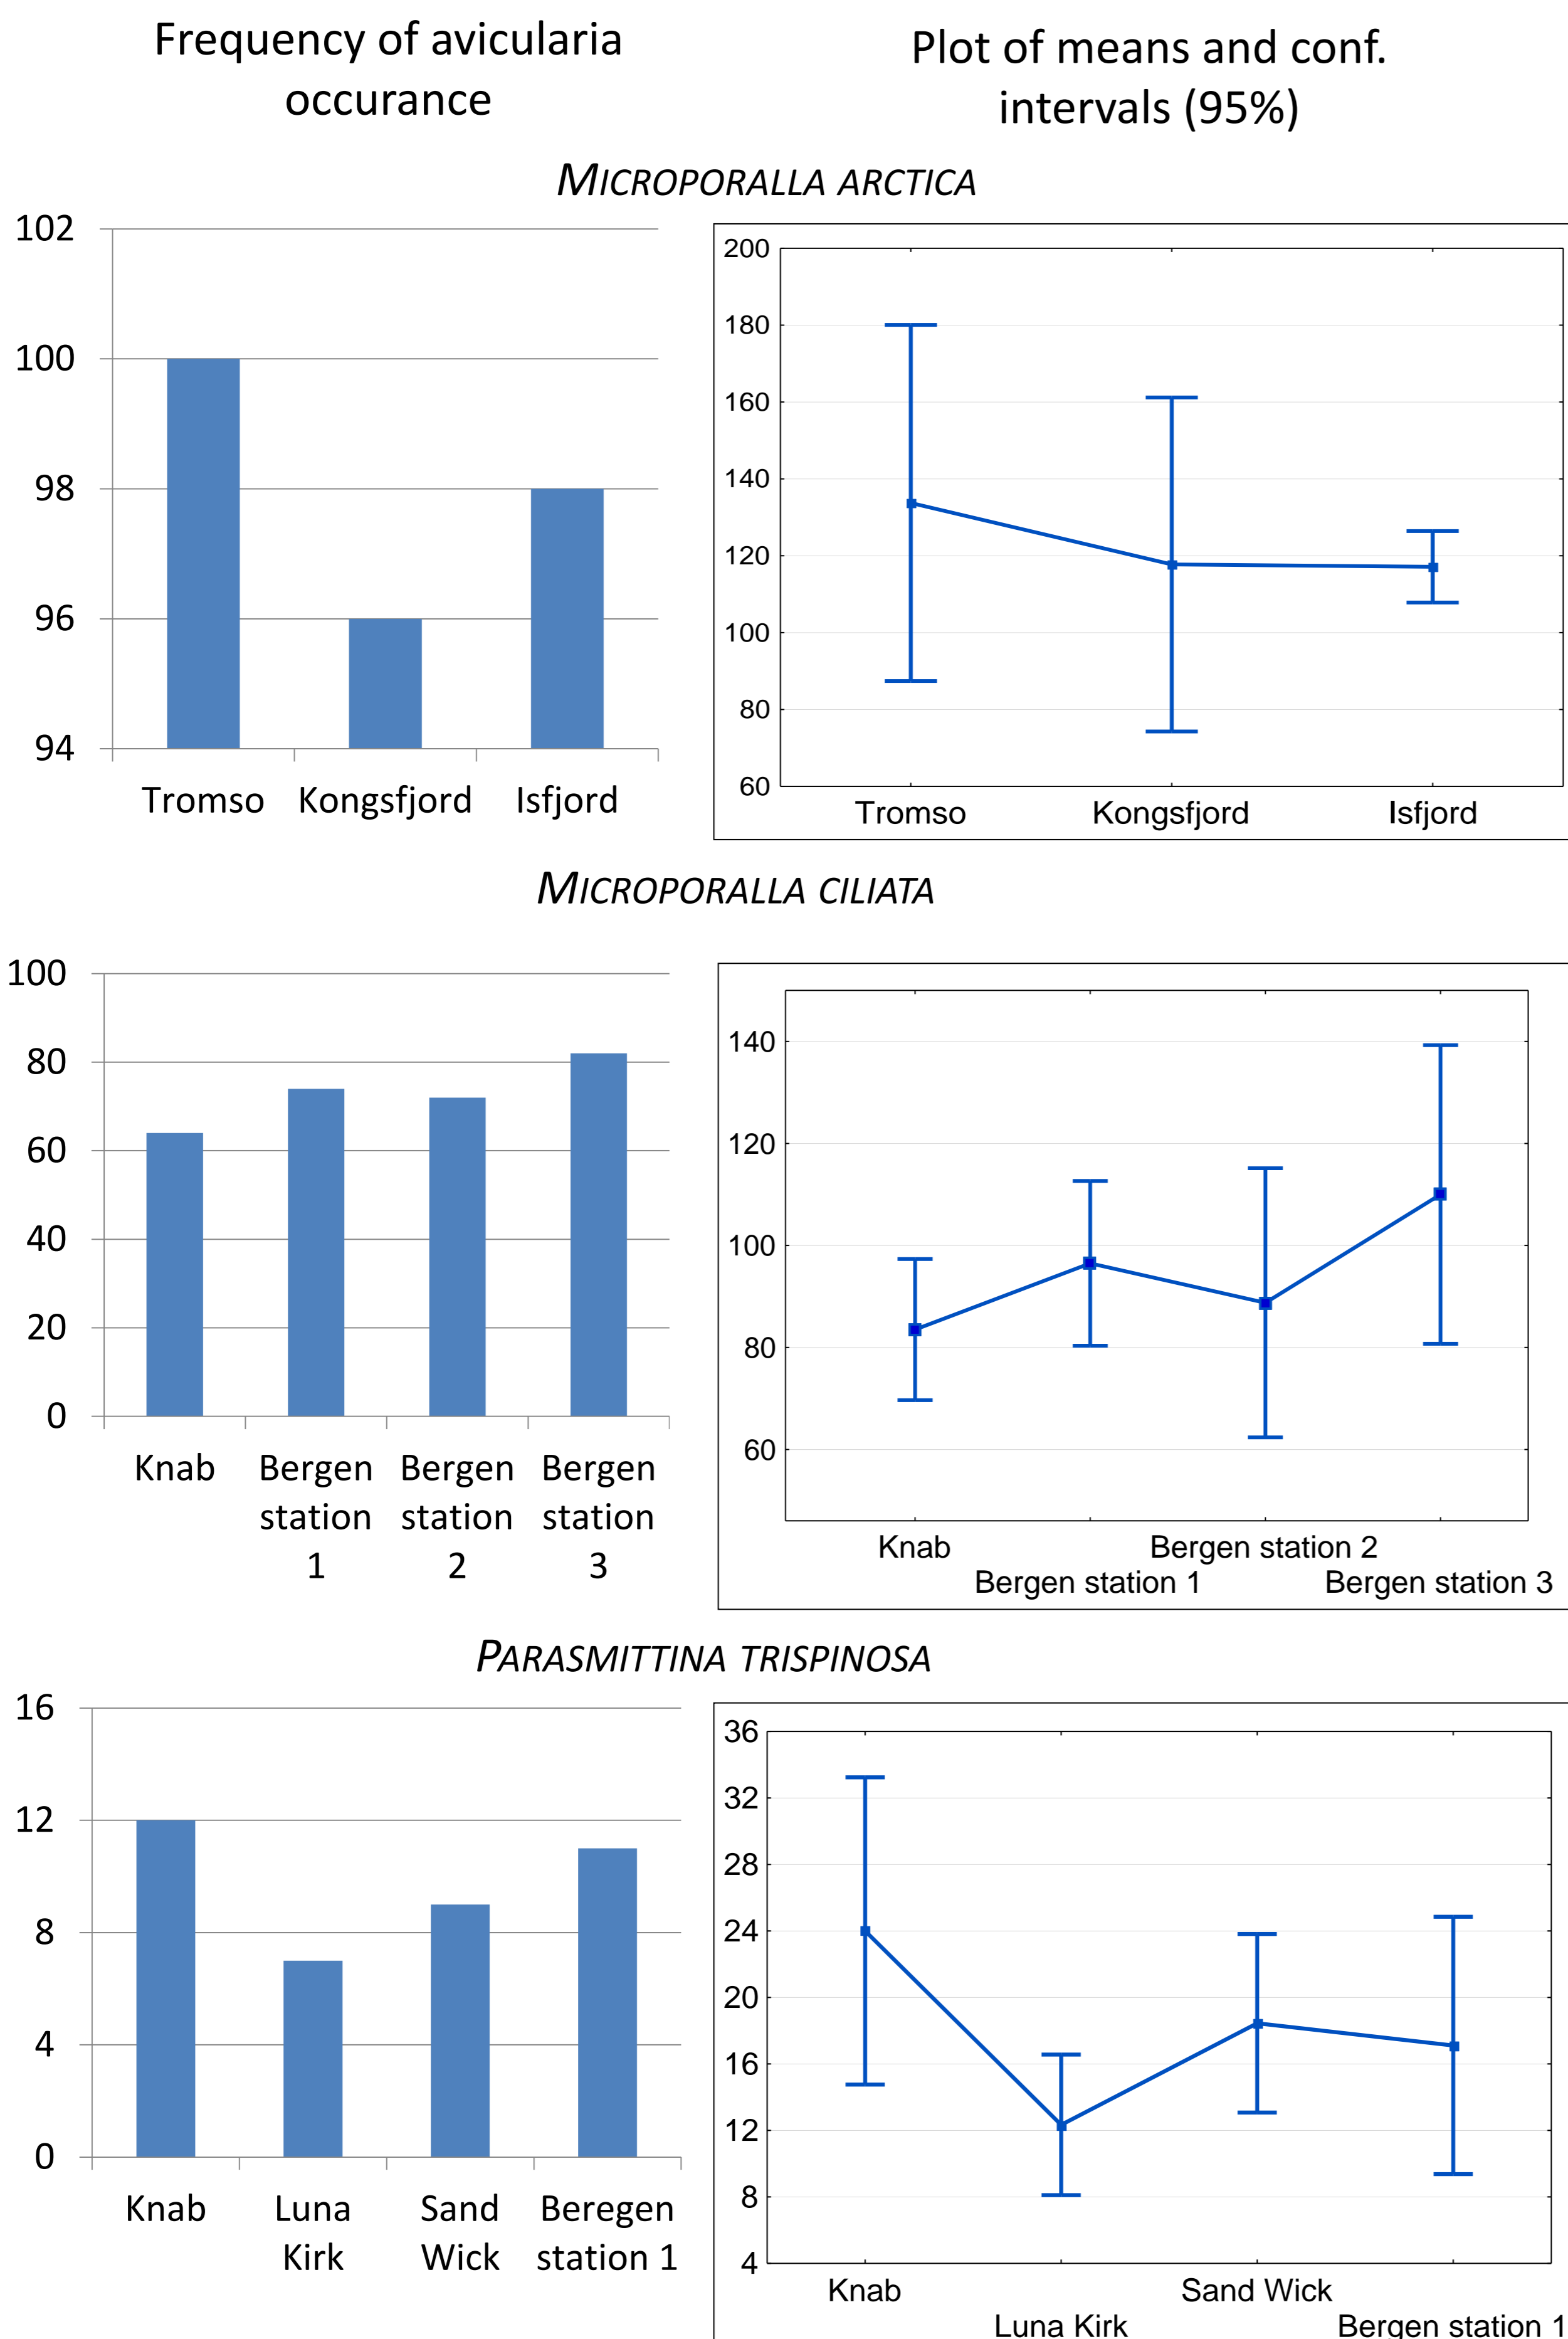 Frequency of avicularia
occurance
Plot of means and conf.
intervals (95%)
MICROPORALLA ARCTICA
102
100
98
96
94
Tromso Kongsfjord Isfjord
200
180
160
140
120
100
80
60
Tromso Kongsfjord Isfjord
MICROPORALLA CILIATA
100
80
60
40
20
0
Knab Bergen Bergen Bergen
station station station
1 2 3
140
120
100
80
60
Knab Bergen station 2
Bergen station 1 Bergen station 3
PARASMITTINA TRISPINOSA
16
12
8
4
0
Knab Luna Sand Beregen
Kirk Wick station 1
36
32
28
24
20
16
12
8
4
Knab Sand Wick
Luna Kirk Bergen station 1